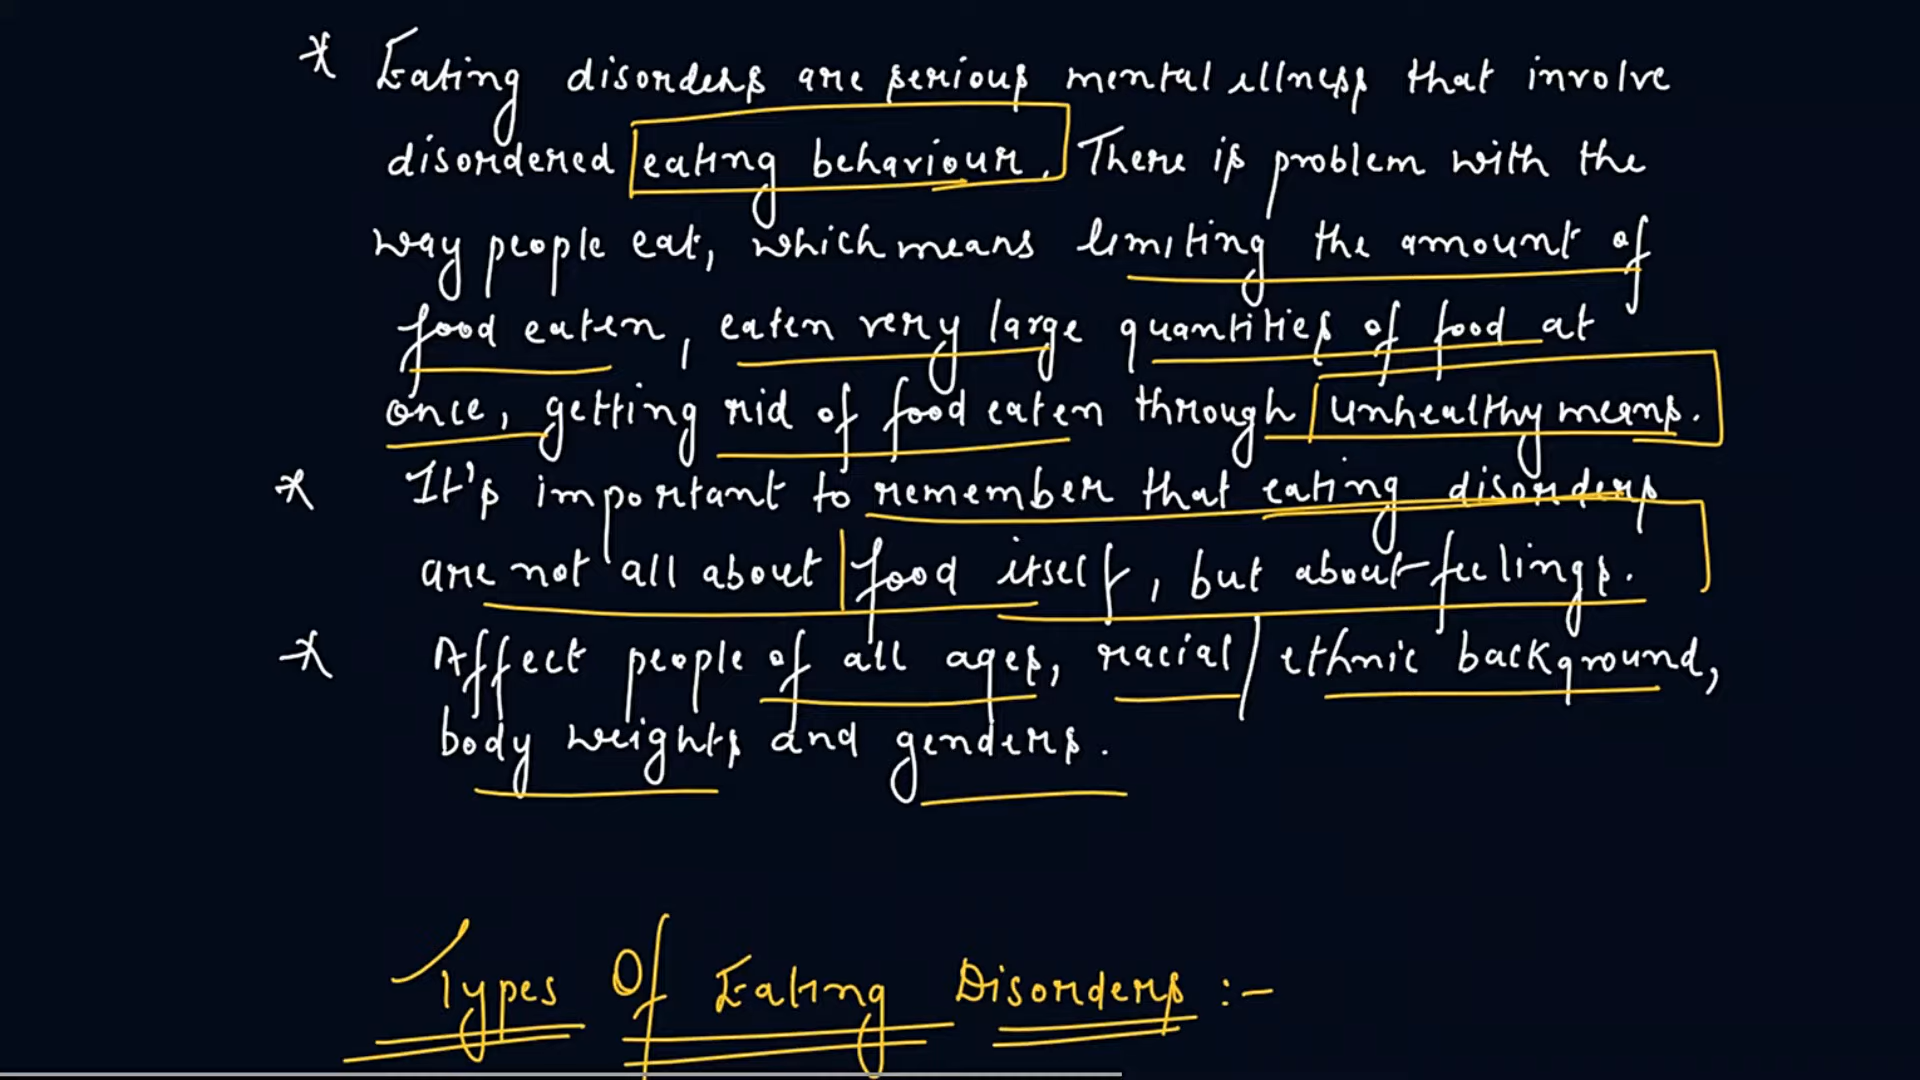 * Eating disorders are serious mental illness that involve
disordered eating behaviour. There is problem with the
way people eat, which means limiting the amount of
food eaten, eaten very large quantities of food at
once, getting rid of food eaten through unhealthy means.
* It's important to remember that eating disorders
are not all about food itself, but about feelings.
* Affect people of all ages, racial/ethnic background,
body weights and genders.
Types Of Eating Disorders :-